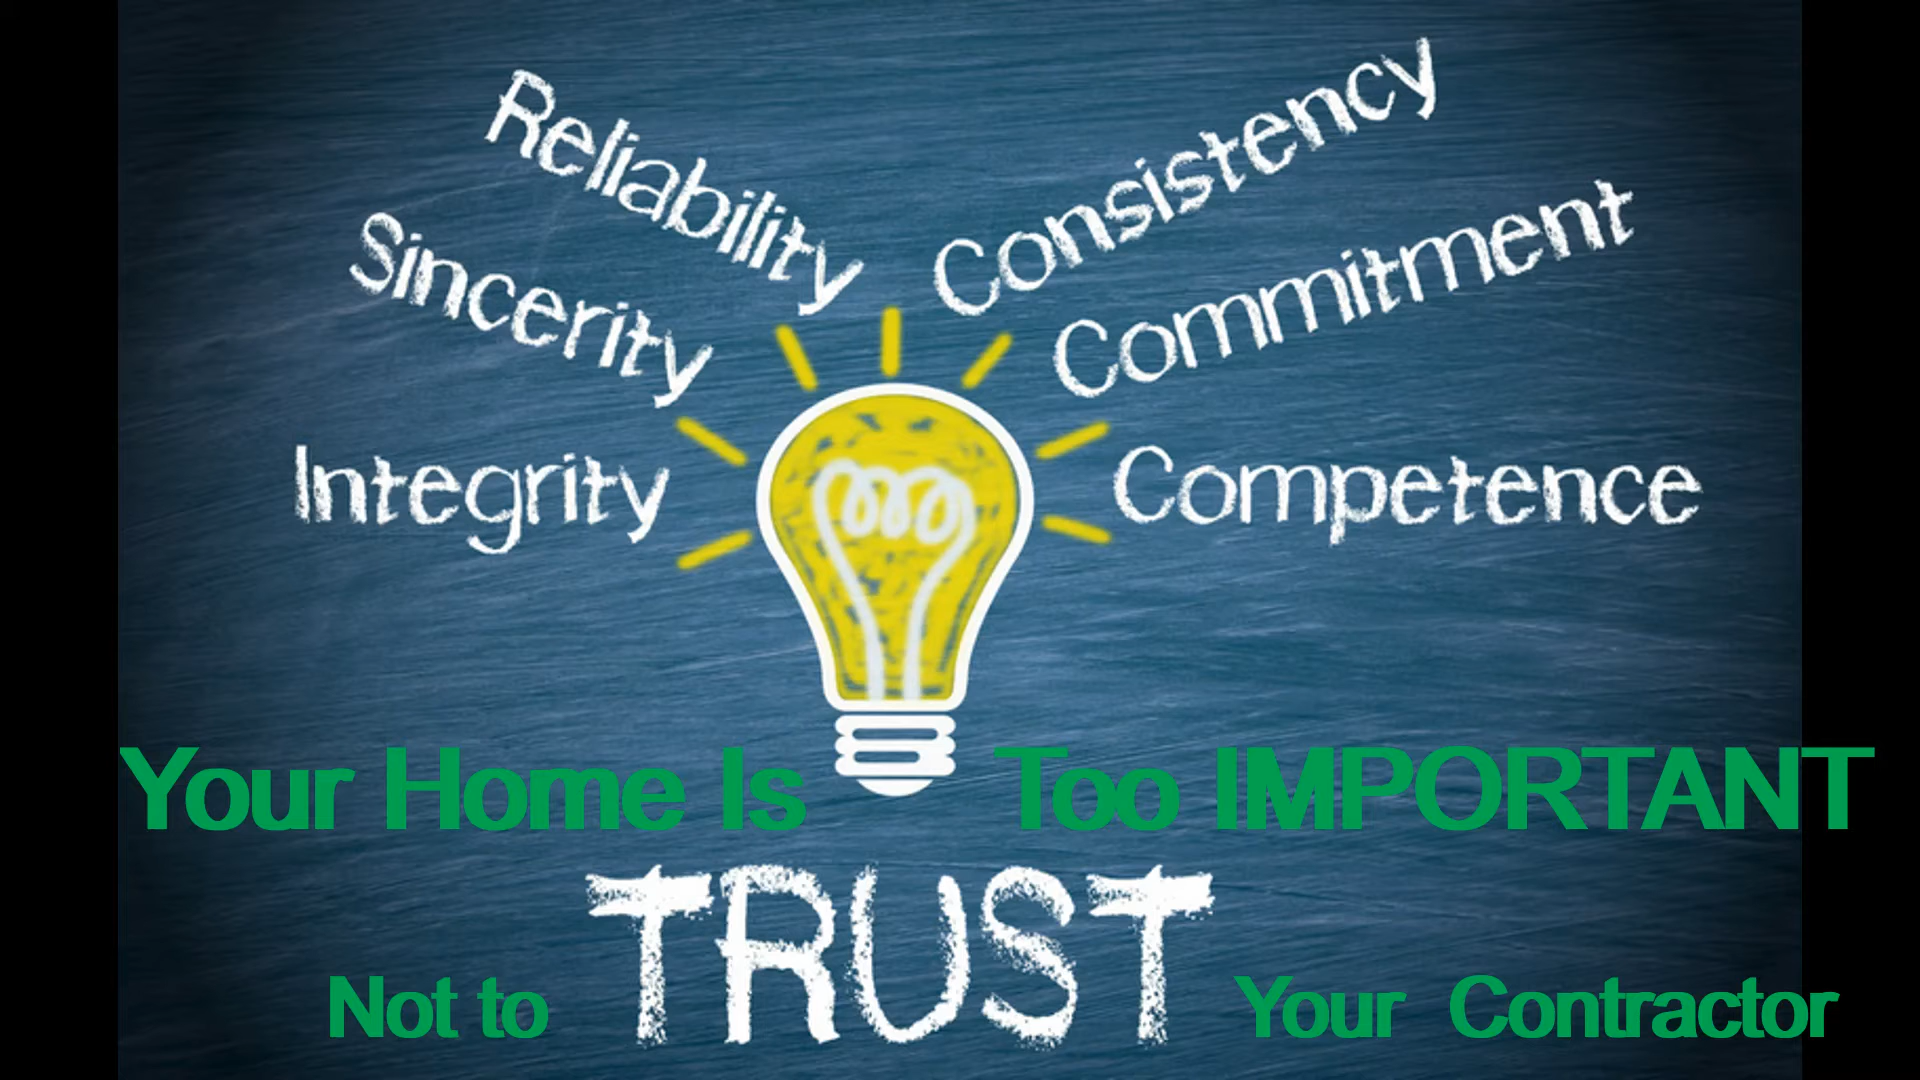 Reliability
Consistency
Sincerity
Commitment
Integrity
Competence
Your Home Is Too IMPORTANT
Not to TRUST Your Contractor